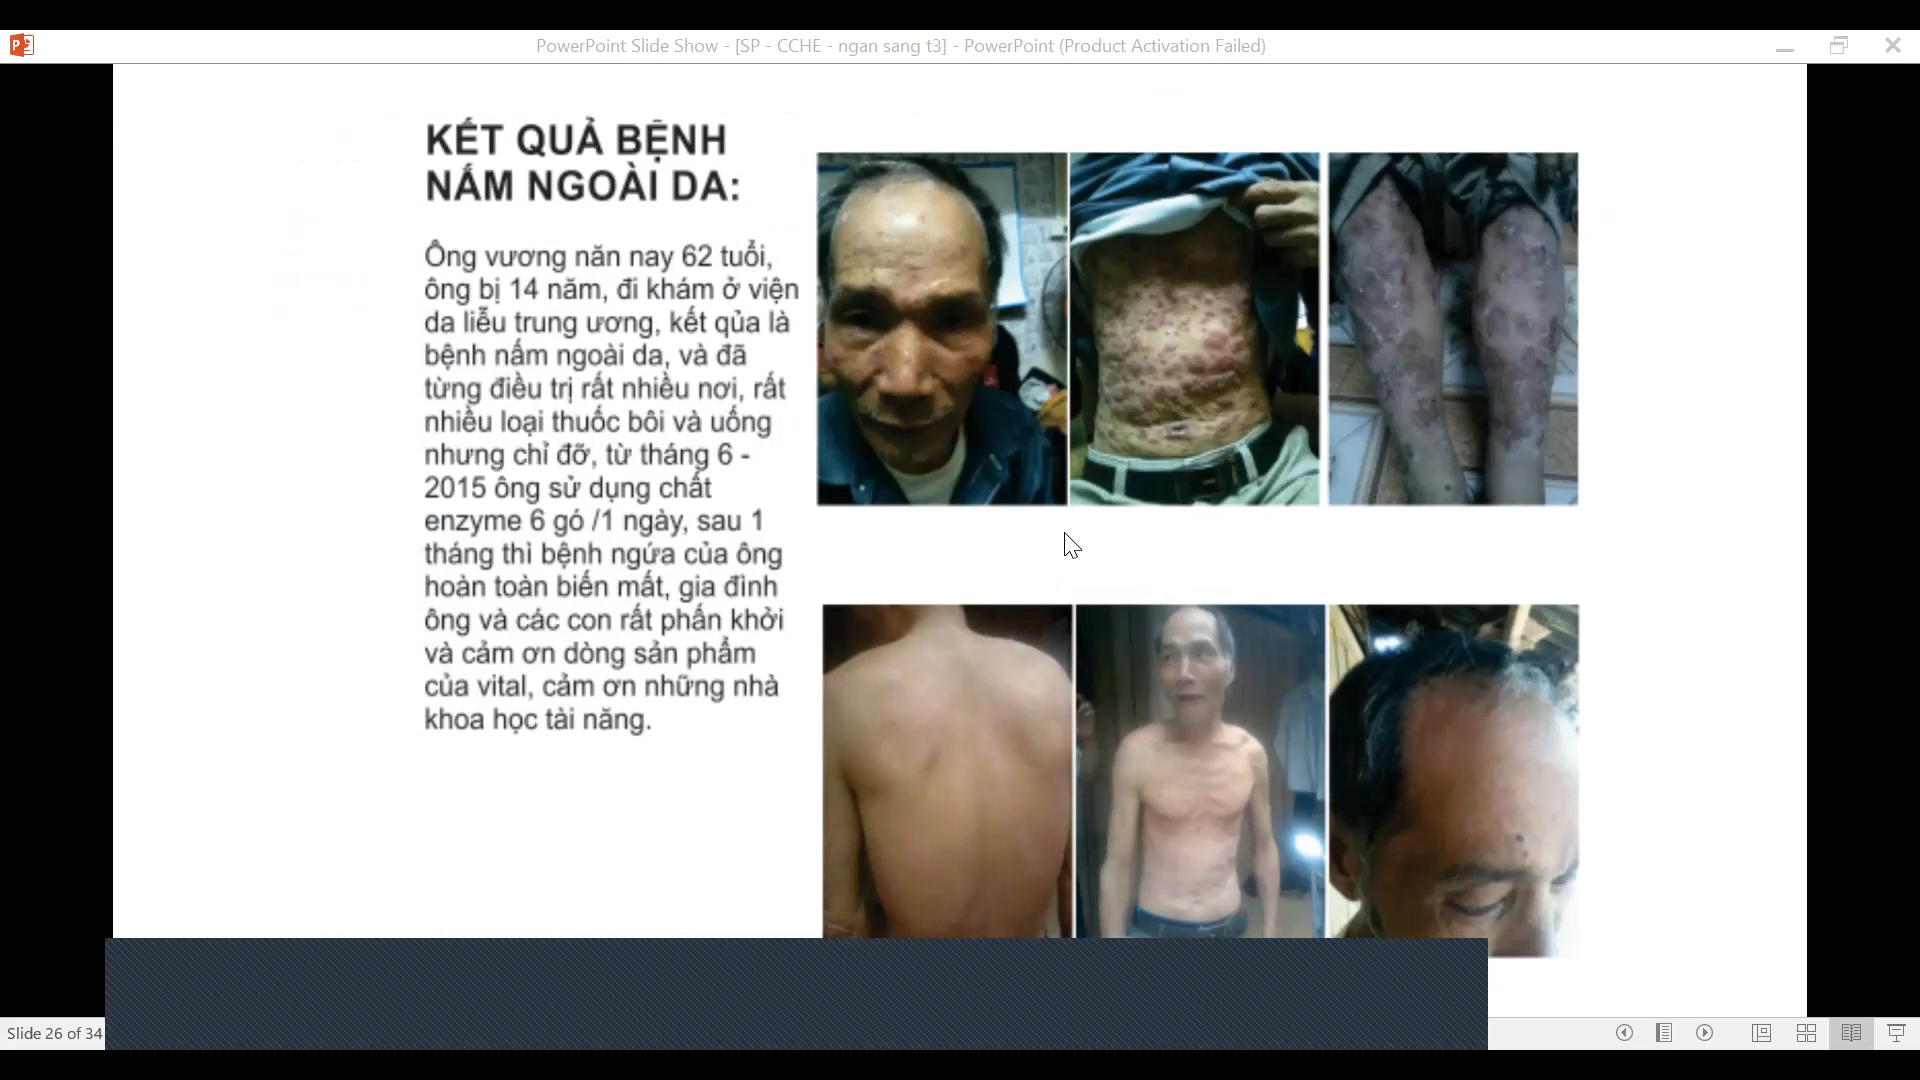 PowerPoint Slide Show - [SP - CCHE - ngan sang t3] - PowerPoint (Product Activation Failed)
KẾT QUẢ BỆNH
NẤM NGOÀI DA:
Ông vương năn nay 62 tuổi,
ông bị 14 năm, đi khám ở viện
da liễu trung ương, kết qủa là
bệnh nấm ngoài da, và đã
từng điều trị rất nhiều nơi, rất
nhiều loại thuốc bôi và uống
nhưng chỉ đỡ, từ tháng 6 -
2015 ông sử dụng chất
enzyme 6 gó /1 ngày, sau 1
tháng thì bệnh ngứa của ông
hoàn toàn biến mất, gia đình
ông và các con rất phấn khởi
và cảm ơn dòng sản phẩm
của vital, cảm ơn những nhà
khoa học tài năng.
Slide 26 of 34